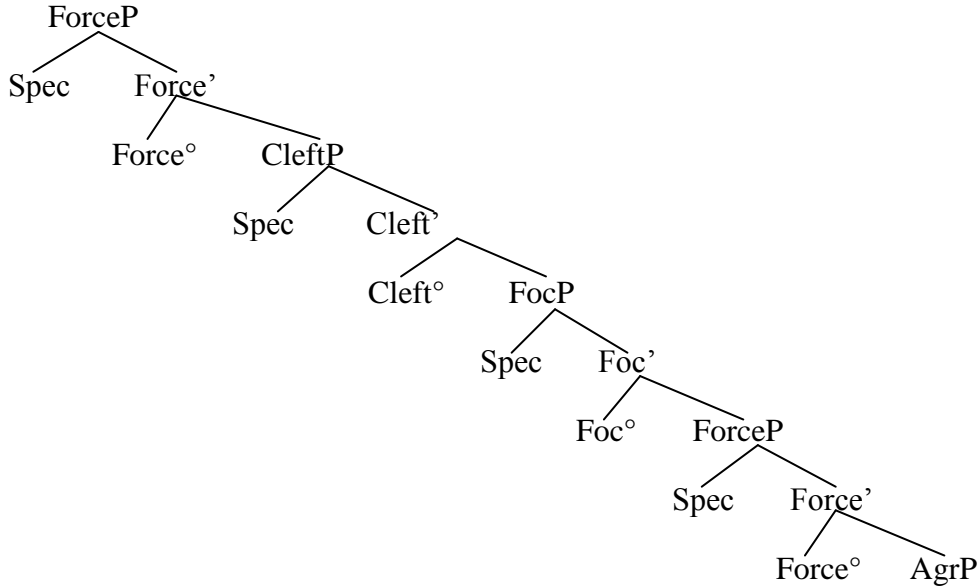 ForceP
Spec Force’
Force° CleftP
Spec Cleft’
Cleft° FocP
Spec Foc’
Foc° ForceP
Spec Force’
Force° AgrP